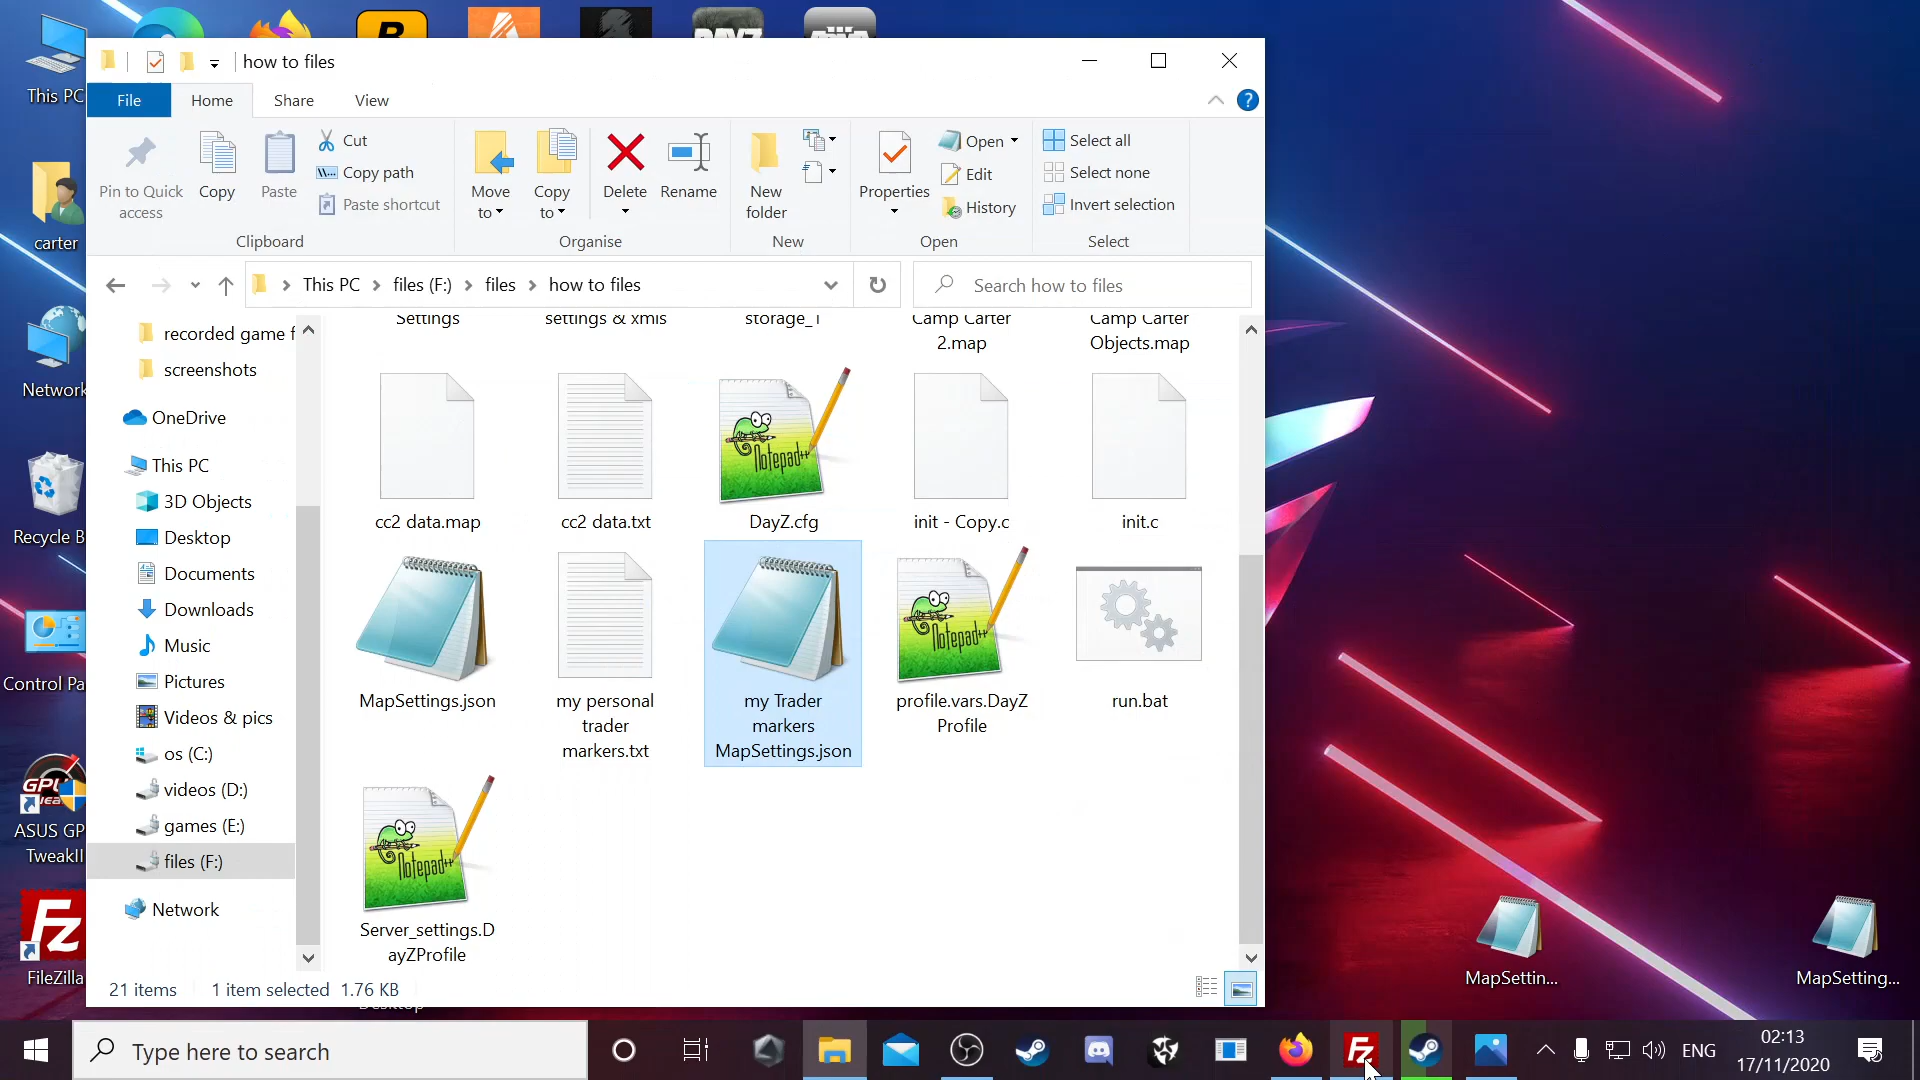 This PC
carter
Network
Recycle B
Control Pa
ASUS GP
TweakII
FileZilla
how to files
File
Home
Share
View
Pin to Quick
access
Copy
Paste
Cut
Copy path
Paste shortcut
Clipboard
Move
to
Copy
to
Delete
Rename
Organise
New
folder
New
Properties
Open
Edit
History
Open
Select all
Select none
Invert selection
Select
This PC
files (F:)
files
how to files
Search how to files
recorded game f
screenshots
OneDrive
This PC
3D Objects
Desktop
Documents
Downloads
Music
Pictures
Videos & pics
os (C:)
videos (D:)
games (E:)
files (F:)
Network
Settings
settings & xmls
storage_1
Camp Carter
2.map
Camp Carter
Objects.map
cc2 data.map
cc2 data.txt
Notepad++
DayZ.cfg
init - Copy.c
init.c
MapSettings.json
my personal
trader
markers.txt
my Trader
markers
MapSettings.json
Notepad++
profile.vars.DayZ
Profile
run.bat
Notepad++
Server_settings.D
ayZProfile
21 items
1 item selected 1.76 KB
MapSettin...
MapSetting...
Type here to search
ENG
02:13
17/11/2020